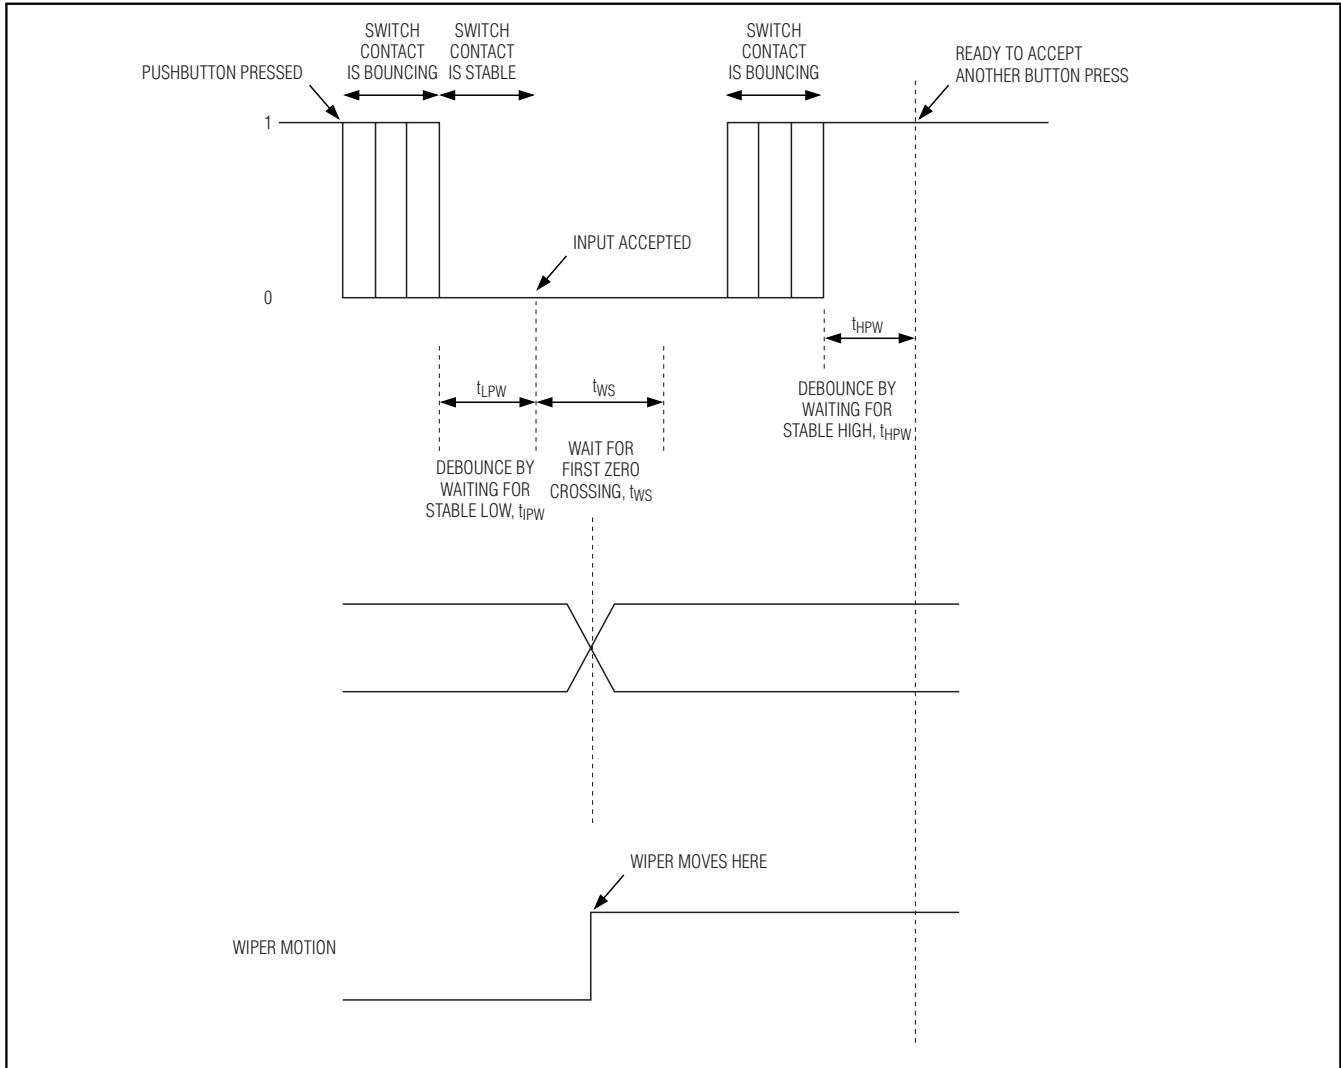 SWITCH
CONTACT
IS BOUNCING
SWITCH
CONTACT
IS STABLE
SWITCH
CONTACT
IS BOUNCING
READY TO ACCEPT
ANOTHER BUTTON PRESS
PUSHBUTTON PRESSED
1
INPUT ACCEPTED
0
tHPW
tLPW
tWS
DEBOUNCE BY
WAITING FOR
STABLE HIGH, tHPW
WAIT FOR
FIRST ZERO
CROSSING, tWS
DEBOUNCE BY
WAITING FOR
STABLE LOW, tIPW
WIPER MOVES HERE
WIPER MOTION